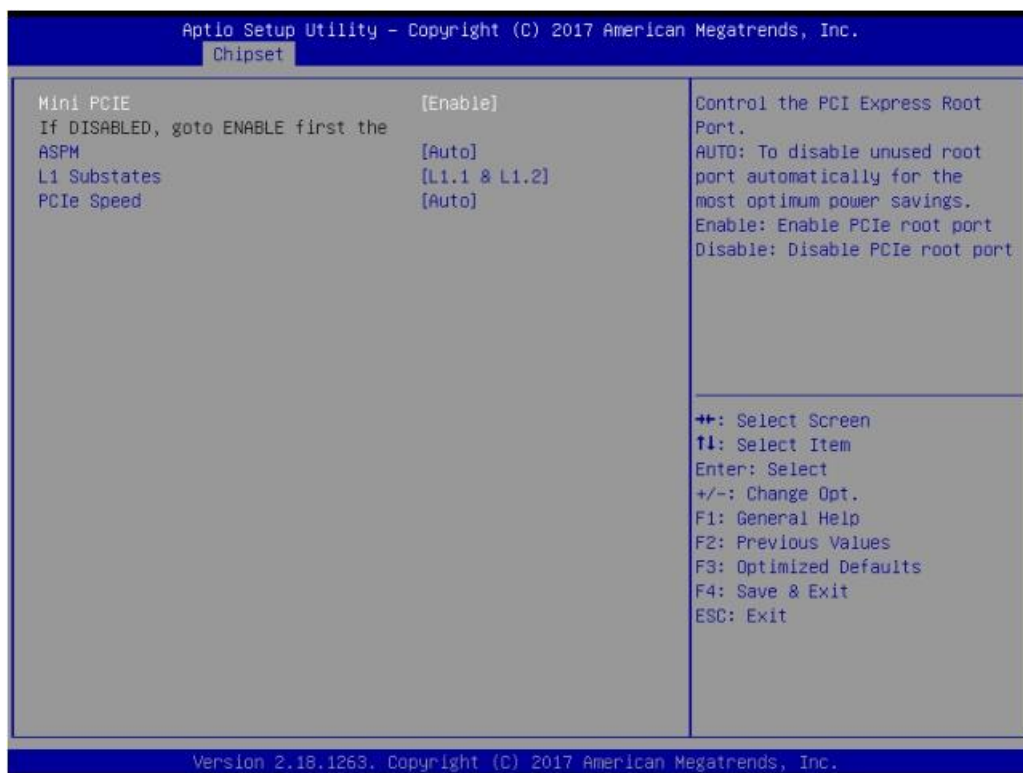 Aptio Setup Utility – Copyright (C) 2017 American Megatrends, Inc.
Chipset
Mini PCIE [Enable]
If DISABLED, goto ENABLE first the
ASPM [Auto]
L1 Substates [L1.1 & L1.2]
PCIe Speed [Auto]
Control the PCI Express Root
Port.
AUTO: To disable unused root
port automatically for the
most optimum power savings.
Enable: Enable PCIe root port
Disable: Disable PCIe root port
→←: Select Screen
↑↓: Select Item
Enter: Select
+/-: Change Opt.
F1: General Help
F2: Previous Values
F3: Optimized Defaults
F4: Save & Exit
ESC: Exit
Version 2.18.1263. Copyright (C) 2017 American Megatrends, Inc.